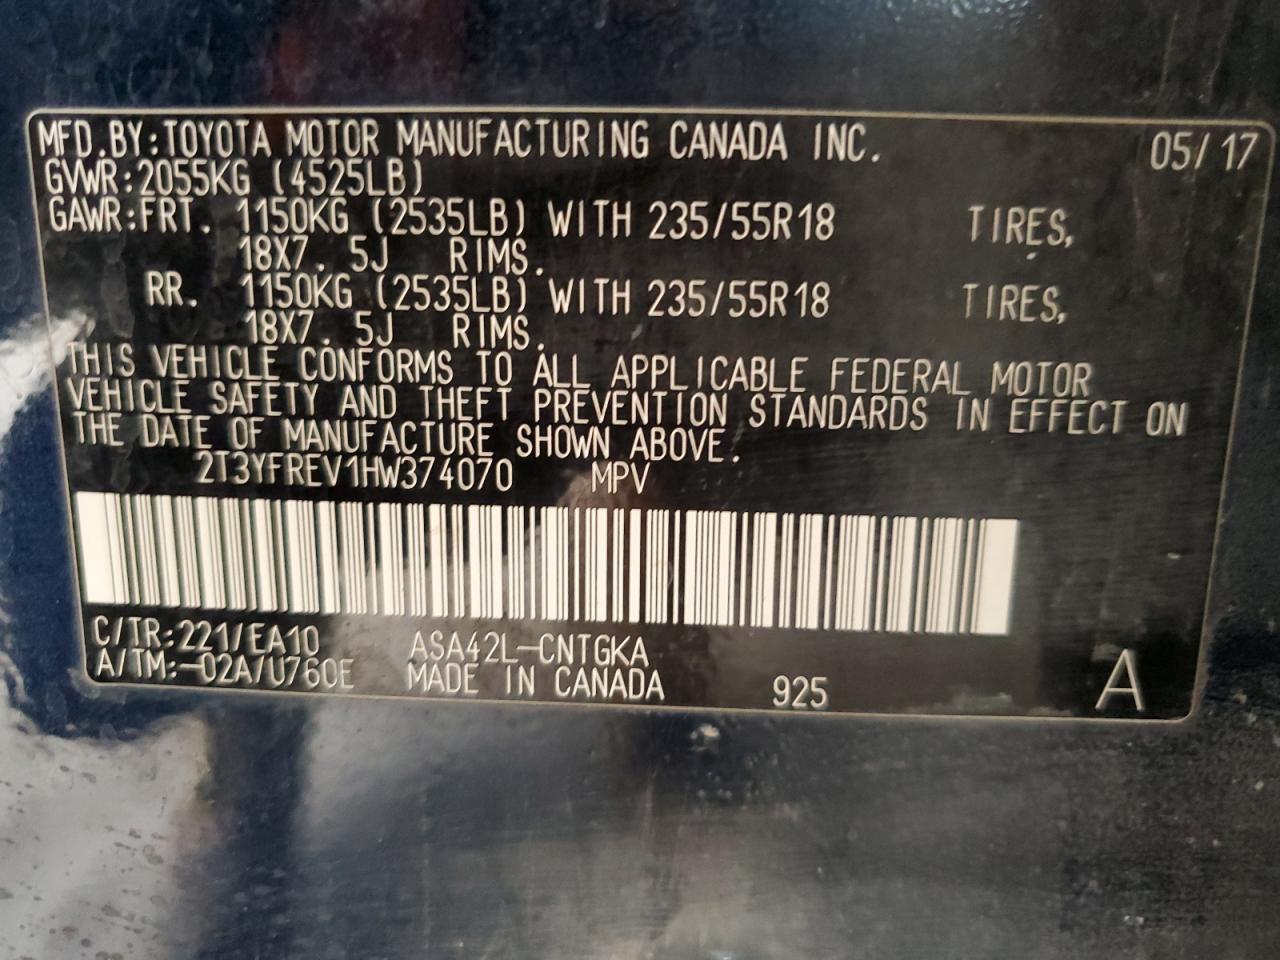 MFD.BY:TOYOTA MOTOR MANUFACTURING CANADA INC. 05/17
GVWR:2055KG (4525LB)
GAWR:FRT. 1150KG (2535LB) WITH 235/55R18 TIRES,
18X7.5J RIMS.
RR. 1150KG (2535LB) WITH 235/55R18 TIRES,
18X7.5J RIMS.
THIS VEHICLE CONFORMS TO ALL APPLICABLE FEDERAL MOTOR
VEHICLE SAFETY AND THEFT PREVENTION STANDARDS IN EFFECT ON
THE DATE OF MANUFACTURE SHOWN ABOVE.
2T3YFREV1HW374070 MPV
C/TR:221/EA10 ASA42L-CNTGKA
A/TM:-02A/U760E MADE IN CANADA 925 A